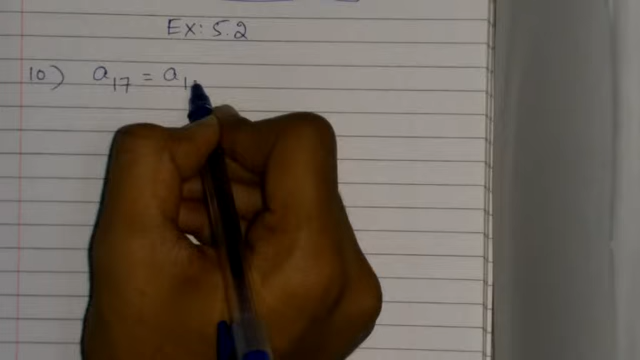 Ex: 5.2
10) a₁₇ = a₁